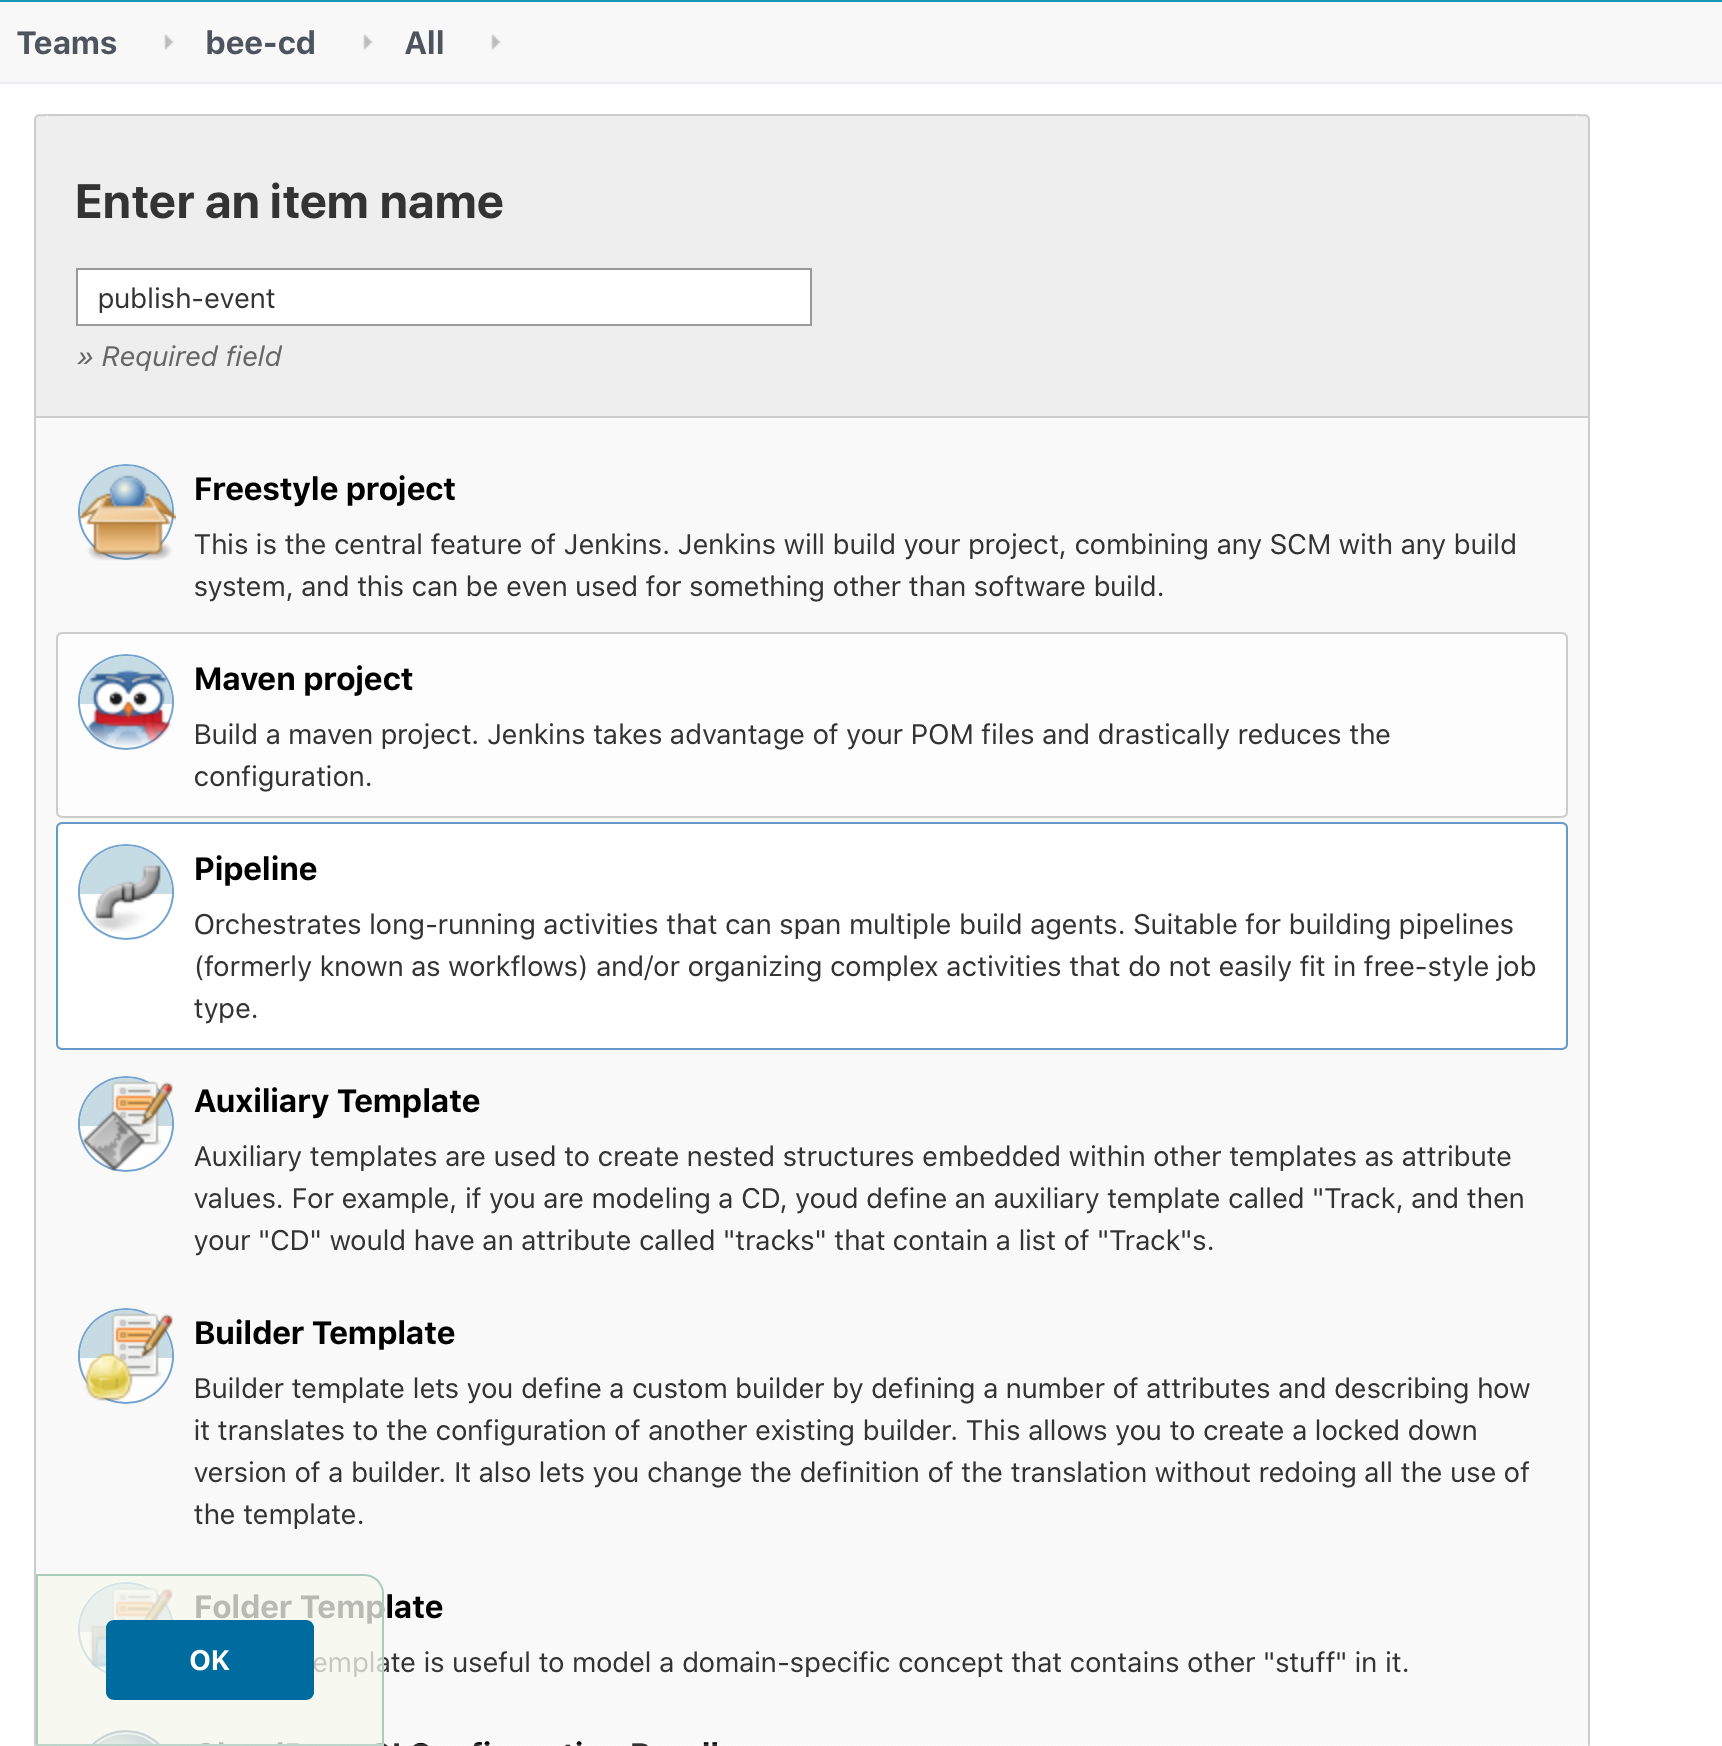 Teams bee-cd All
Enter an item name
publish-event
» Required field
Freestyle project
This is the central feature of Jenkins. Jenkins will build your project, combining any SCM with any build
system, and this can be even used for something other than software build.
Maven project
Build a maven project. Jenkins takes advantage of your POM files and drastically reduces the
configuration.
Pipeline
Orchestrates long-running activities that can span multiple build agents. Suitable for building pipelines
(formerly known as workflows) and/or organizing complex activities that do not easily fit in free-style job
type.
Auxiliary Template
Auxiliary templates are used to create nested structures embedded within other templates as attribute
values. For example, if you are modeling a CD, youd define an auxiliary template called "Track, and then
your "CD" would have an attribute called "tracks" that contain a list of "Track"s.
Builder Template
Builder template lets you define a custom builder by defining a number of attributes and describing how
it translates to the configuration of another existing builder. This allows you to create a locked down
version of a builder. It also lets you change the definition of the translation without redoing all the use of
the template.
Folder Template
OK
is useful to model a domain-specific concept that contains other "stuff" in it.